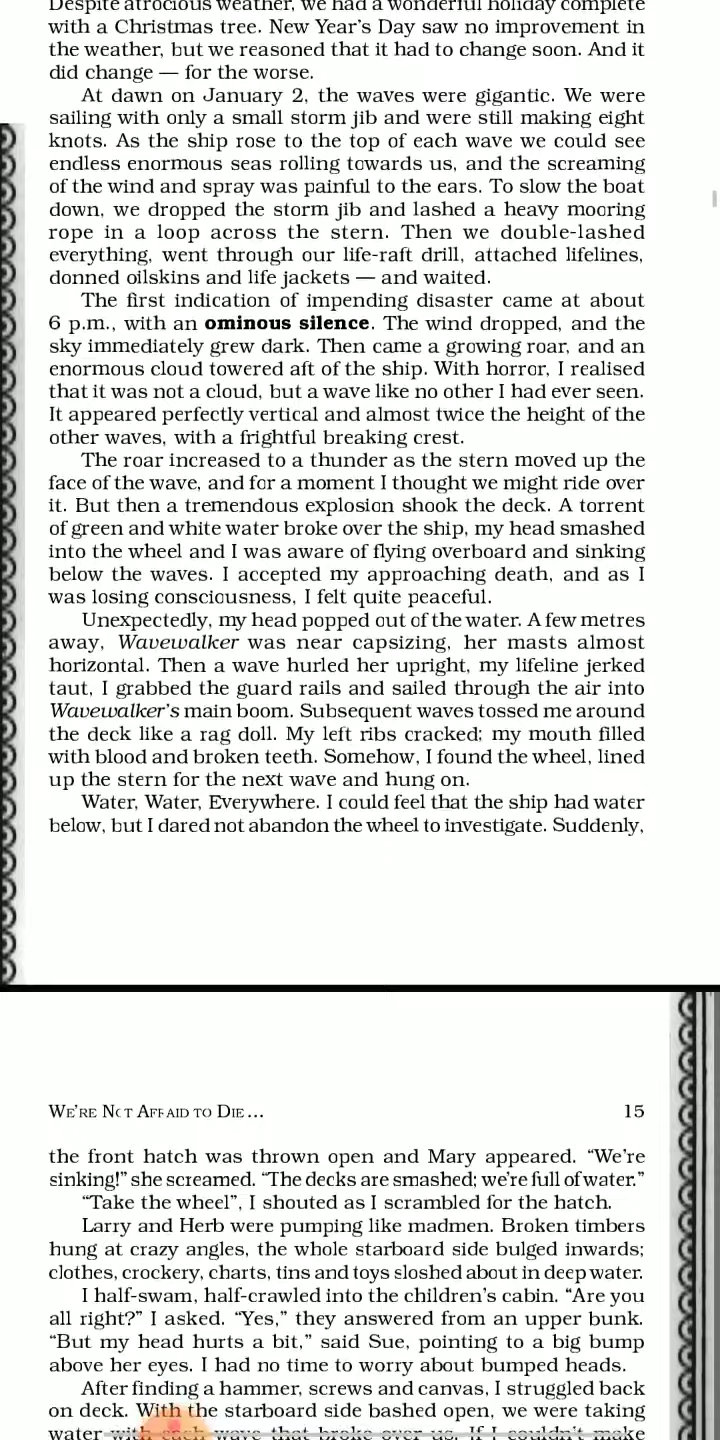 Despite atrocious weather, we had a wonderful holiday complete
with a Christmas tree. New Year's Day saw no improvement in
the weather, but we reasoned that it had to change soon. And it
did change — for the worse.
At dawn on January 2, the waves were gigantic. We were
sailing with only a small storm jib and were still making eight
knots. As the ship rose to the top of each wave we could see
endless enormous seas rolling towards us, and the screaming
of the wind and spray was painful to the ears. To slow the boat
down, we dropped the storm jib and lashed a heavy mooring
rope in a loop across the stern. Then we double-lashed
everything, went through our life-raft drill, attached lifelines,
donned oilskins and life jackets — and waited.
The first indication of impending disaster came at about
6 p.m., with an ominous silence. The wind dropped, and the
sky immediately grew dark. Then came a growing roar, and an
enormous cloud towered aft of the ship. With horror, I realised
that it was not a cloud, but a wave like no other I had ever seen.
It appeared perfectly vertical and almost twice the height of the
other waves, with a frightful breaking crest.
The roar increased to a thunder as the stern moved up the
face of the wave, and for a moment I thought we might ride over
it. But then a tremendous explosion shook the deck. A torrent
of green and white water broke over the ship, my head smashed
into the wheel and I was aware of flying overboard and sinking
below the waves. I accepted my approaching death, and as I
was losing consciousness, I felt quite peaceful.
Unexpectedly, my head popped out of the water. A few metres
away, Wavewalker was near capsizing, her masts almost
horizontal. Then a wave hurled her upright, my lifeline jerked
taut, I grabbed the guard rails and sailed through the air into
Wavewalker's main boom. Subsequent waves tossed me around
the deck like a rag doll. My left ribs cracked; my mouth filled
with blood and broken teeth. Somehow, I found the wheel, lined
up the stern for the next wave and hung on.
Water, Water, Everywhere. I could feel that the ship had water
below, but I dared not abandon the wheel to investigate. Suddenly,
WE'RE NOT AFRAID TO DIE... 15
the front hatch was thrown open and Mary appeared. “We're
sinking!” she screamed. “The decks are smashed; we're full of water.”
“Take the wheel”, I shouted as I scrambled for the hatch.
Larry and Herb were pumping like madmen. Broken timbers
hung at crazy angles, the whole starboard side bulged inwards;
clothes, crockery, charts, tins and toys sloshed about in deep water.
I half-swam, half-crawled into the children's cabin. “Are you
all right?” I asked. “Yes,” they answered from an upper bunk.
“But my head hurts a bit,” said Sue, pointing to a big bump
above her eyes. I had no time to worry about bumped heads.
After finding a hammer, screws and canvas, I struggled back
on deck. With the starboard side bashed open, we were taking
water with each wave that broke over us. If I couldn't make